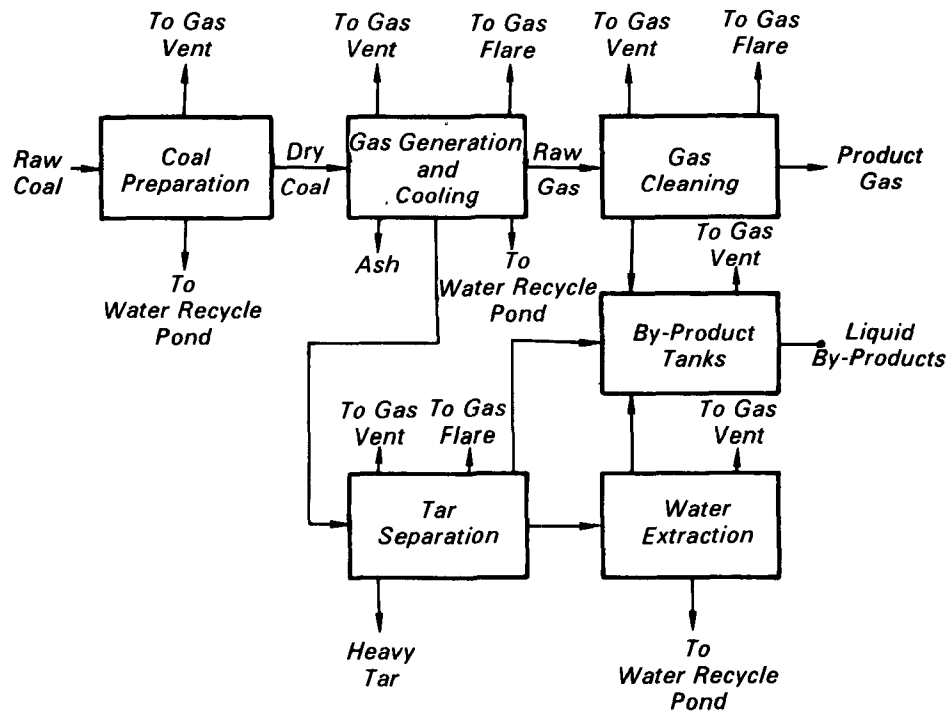 To Gas
Vent
To Gas
Vent
To Gas
Flare
To Gas
Vent
To Gas
Flare
Raw
Coal
Coal
Preparation
Dry
Coal
Gas Generation
and
Cooling
Raw
Gas
Gas
Cleaning
Product
Gas
To
Water Recycle
Pond
Ash
To
Water Recycle
Pond
To Gas
Vent
By-Product
Tanks
Liquid
By-Products
To Gas
Vent
To Gas
Flare
To Gas
Vent
Tar
Separation
Water
Extraction
Heavy
Tar
To
Water Recycle
Pond